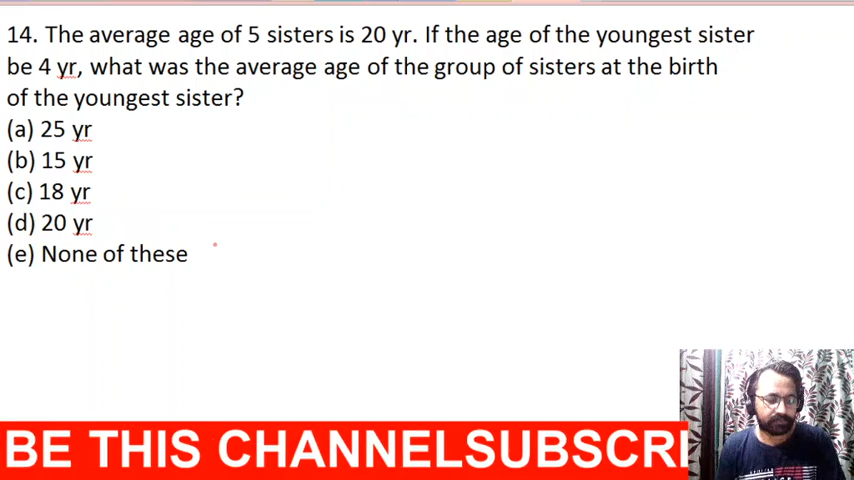 14. The average age of 5 sisters is 20 yr. If the age of the youngest sister
be 4 yr, what was the average age of the group of sisters at the birth
of the youngest sister?
(a) 25 yr
(b) 15 yr
(c) 18 yr
(d) 20 yr
(e) None of these
BE THIS CHANNELSUBSCRI